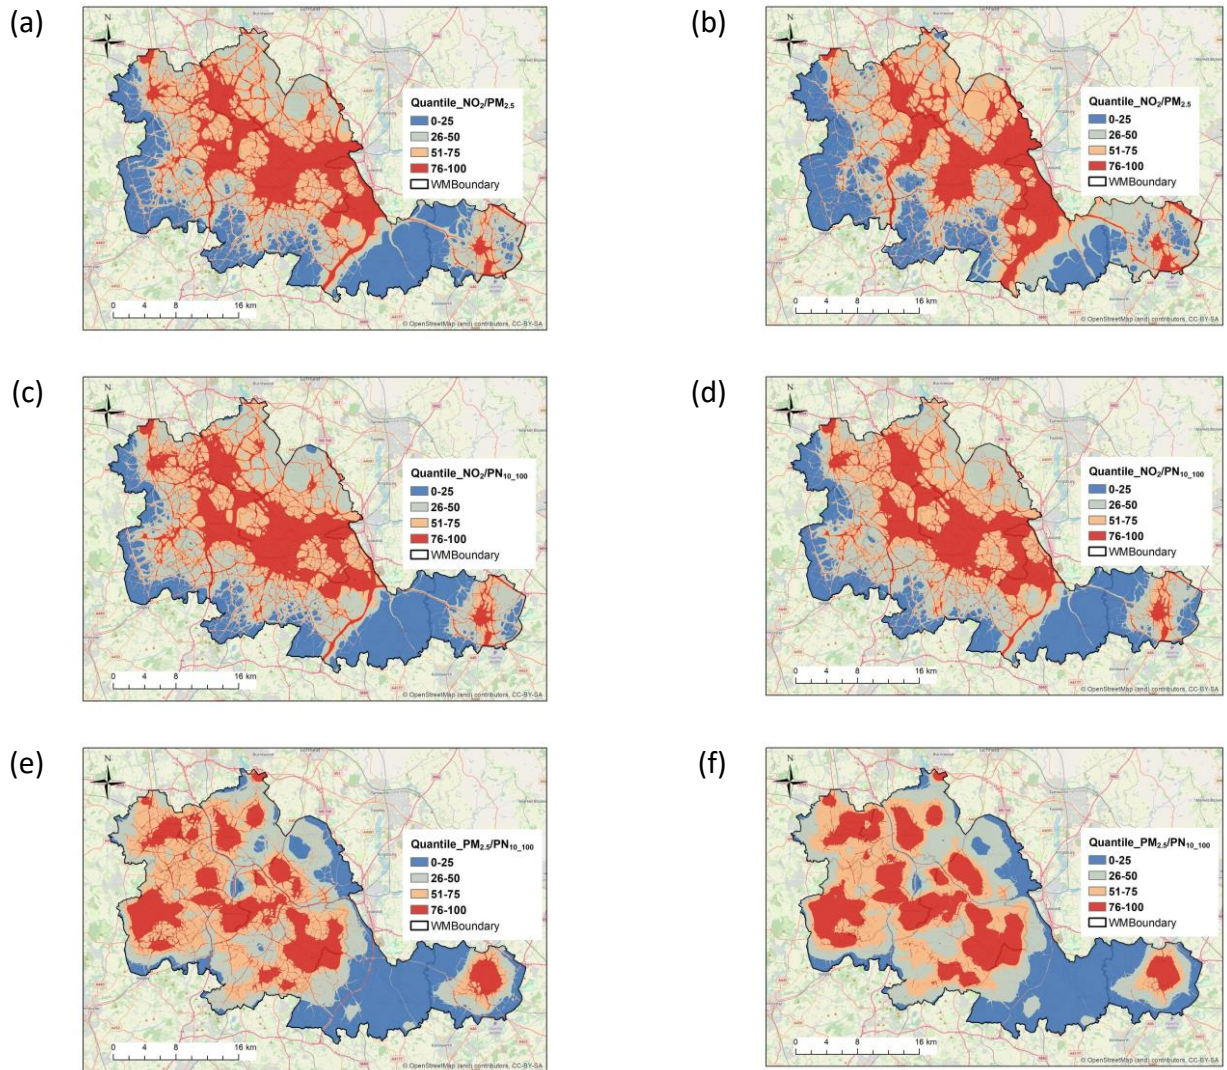 (a)
N
Quantile_NO₂/PM₂.₅
0-25
26-50
51-75
76-100
WMBoundary
0 4 8 16 km
© OpenStreetMap (and) contributors, CC-BY-SA
(b)
N
Quantile_NO₂/PM₂.₅
0-25
26-50
51-75
76-100
WMBoundary
0 4 8 16 km
© OpenStreetMap (and) contributors, CC-BY-SA
(c)
N
Quantile_NO₂/PN₁₀_₁₀₀
0-25
26-50
51-75
76-100
WMBoundary
0 4 8 16 km
© OpenStreetMap (and) contributors, CC-BY-SA
(d)
N
Quantile_NO₂/PN₁₀_₁₀₀
0-25
26-50
51-75
76-100
WMBoundary
0 4 8 16 km
© OpenStreetMap (and) contributors, CC-BY-SA
(e)
N
Quantile_PM₂.₅/PN₁₀_₁₀₀
0-25
26-50
51-75
76-100
WMBoundary
0 4 8 16 km
© OpenStreetMap (and) contributors, CC-BY-SA
(f)
N
Quantile_PM₂.₅/PN₁₀_₁₀₀
0-25
26-50
51-75
76-100
WMBoundary
0 4 8 16 km
© OpenStreetMap (and) contributors, CC-BY-SA